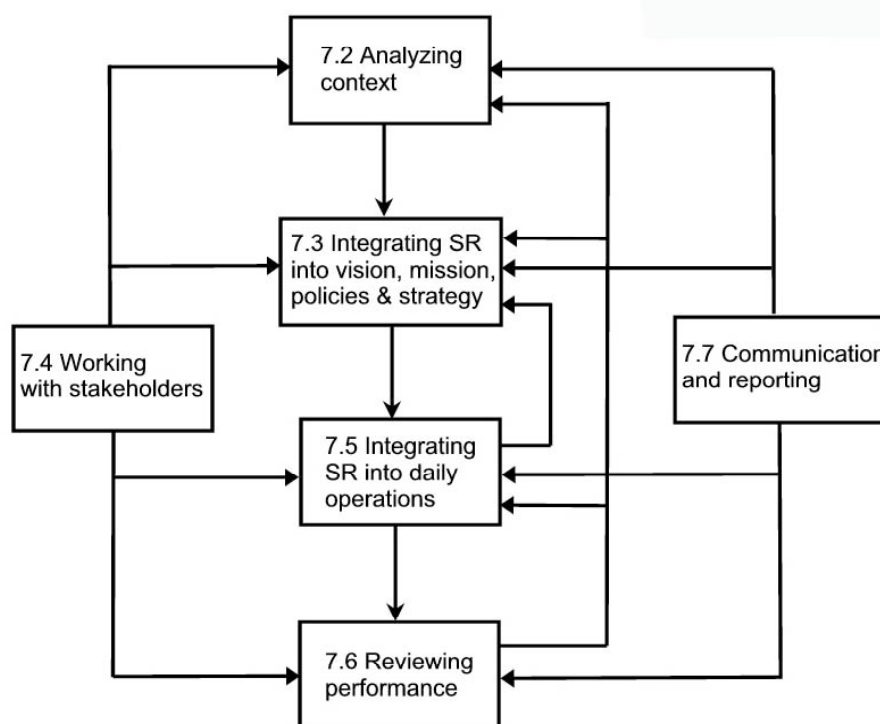 7.2 Analyzing
context
7.3 Integrating SR
into vision, mission,
policies & strategy
7.4 Working
with stakeholders
7.7 Communication
and reporting
7.5 Integrating
SR into daily
operations
7.6 Reviewing
performance